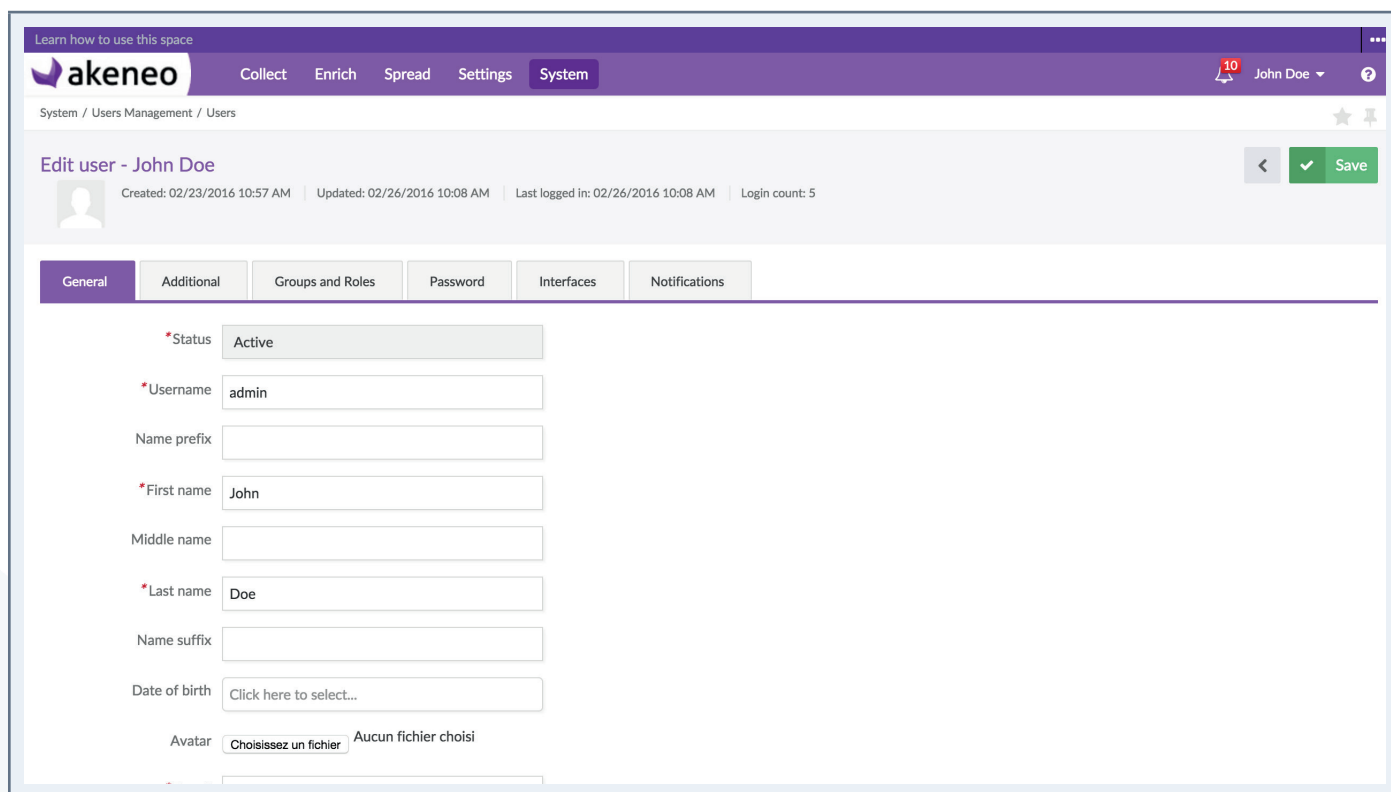 Learn how to use this space
akeneo Collect Enrich Spread Settings System 10 John Doe
System / Users Management / Users
Edit user - John Doe
Save
Created: 02/23/2016 10:57 AM Updated: 02/26/2016 10:08 AM Last logged in: 02/26/2016 10:08 AM Login count: 5
General Additional Groups and Roles Password Interfaces Notifications
*Status Active
*Username admin
Name prefix
*First name John
Middle name
*Last name Doe
Name suffix
Date of birth Click here to select...
Avatar Choisissez un fichier Aucun fichier choisi